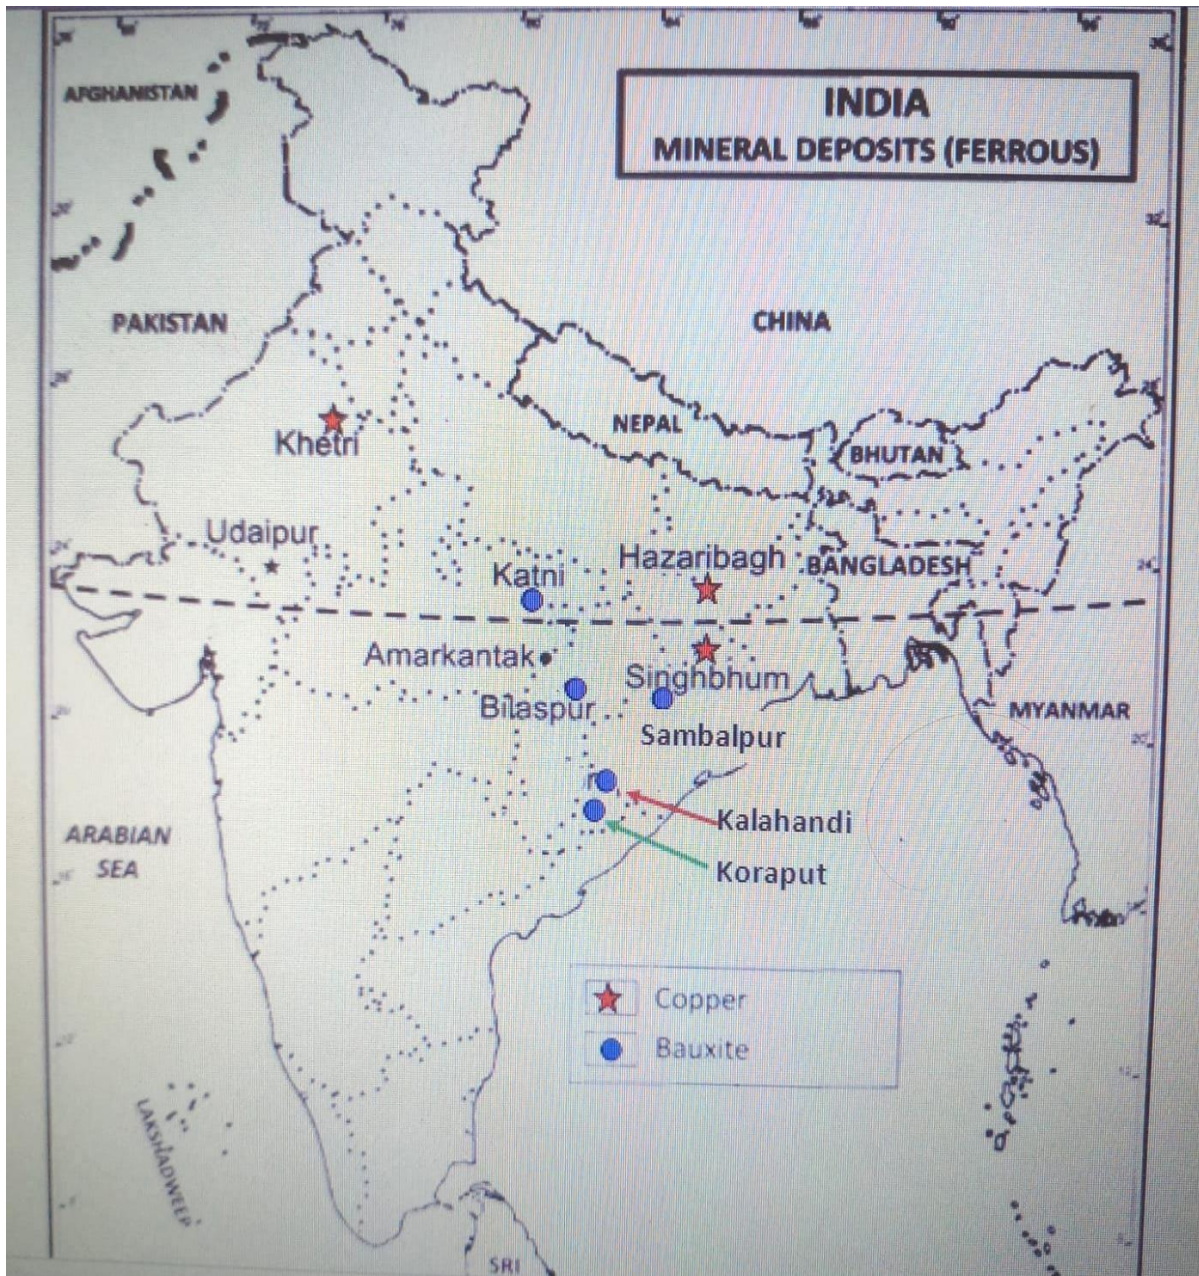 AFGHANISTAN
INDIA
MINERAL DEPOSITS (FERROUS)
PAKISTAN
CHINA
Khetri
NEPAL
BHUTAN
Udaipur
Hazaribagh
BANGLADESH
Katni
Amarkantak
Singhbhum
Bilaspur
MYANMAR
Sambalpur
Kalahandi
ARABIAN
SEA
Koraput
Copper
Bauxite
LAKSHADWEEP
SRI